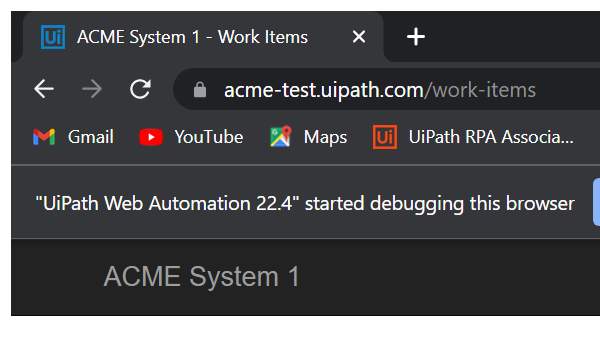 Ui ACME System 1 - Work Items
acme-test.uipath.com/work-items
Gmail YouTube Maps Ui UiPath RPA Associa...
"UiPath Web Automation 22.4" started debugging this browser
ACME System 1